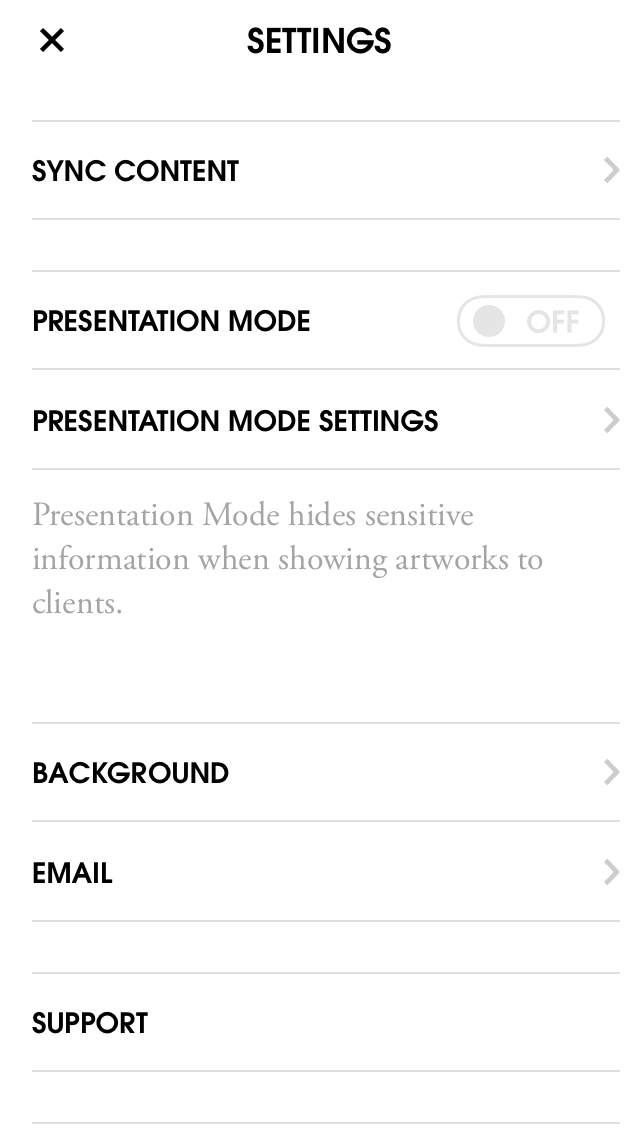 SETTINGS
SYNC CONTENT
PRESENTATION MODE
OFF
PRESENTATION MODE SETTINGS
Presentation Mode hides sensitive
information when showing artworks to
clients.
BACKGROUND
EMAIL
SUPPORT